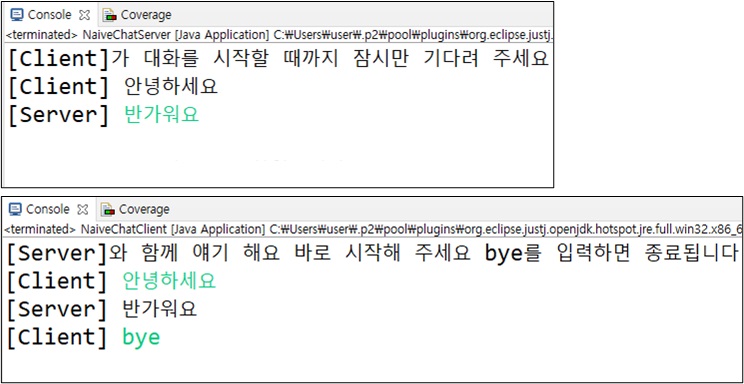 Console Coverage
<terminated> NaiveChatServer [Java Application] C:￦Users￦user￦.p2￦pool￦plugins￦org.eclipse.justj.
[Client]가 대화를 시작할 때까지 잠시만 기다려 주세요
[Client] 안녕하세요
[Server] 반가워요
Console Coverage
<terminated> NaiveChatClient [Java Application] C:￦Users￦user￦.p2￦pool￦plugins￦org.eclipse.justj.openjdk.hotspot.jre.full.win32.x86_6
[Server]와 함께 얘기 해요 바로 시작해 주세요 bye를 입력하면 종료됩니다
[Client] 안녕하세요
[Server] 반가워요
[Client] bye